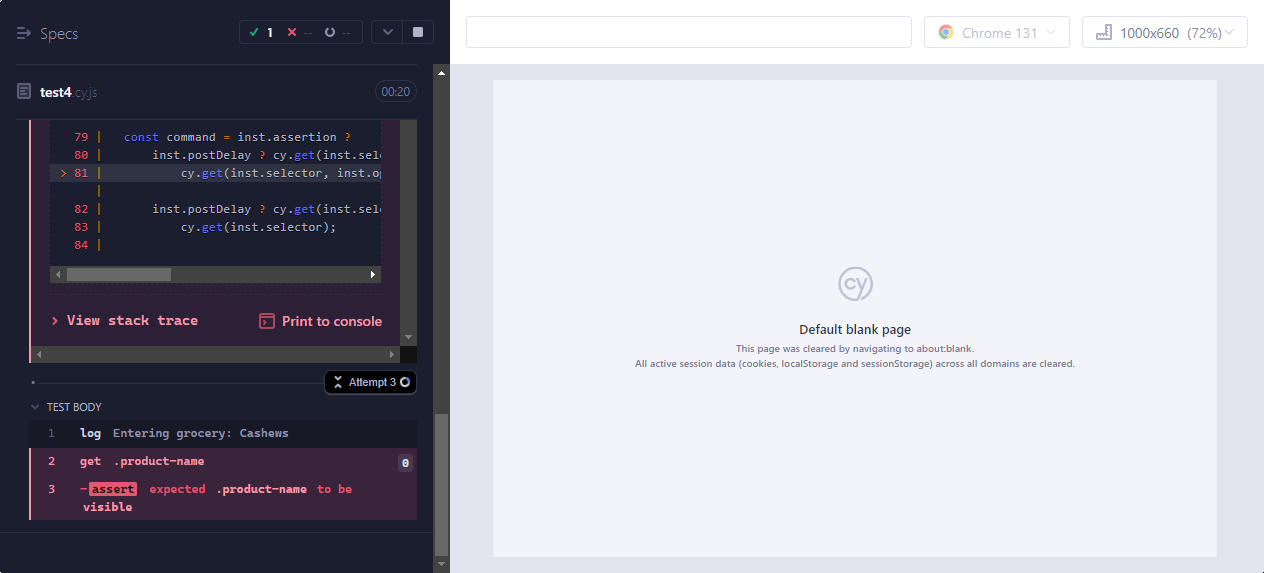 Specs
1 -- --
Chrome 131
1000x660 (72%)
test4.cy.js
00:20
79 | const command = inst.assertion ?
80 | inst.postDelay ? cy.get(inst.sel
> 81 | cy.get(inst.selector, inst.o
|
82 | inst.postDelay ? cy.get(inst.sel
83 | cy.get(inst.selector);
84 |
> View stack trace
Print to console
Attempt 3
TEST BODY
1 log Entering grocery: Cashews
2 get .product-name 0
3 -assert expected .product-name to be
visible
cy
Default blank page
This page was cleared by navigating to about:blank.
All active session data (cookies, localStorage and sessionStorage) across all domains are cleared.